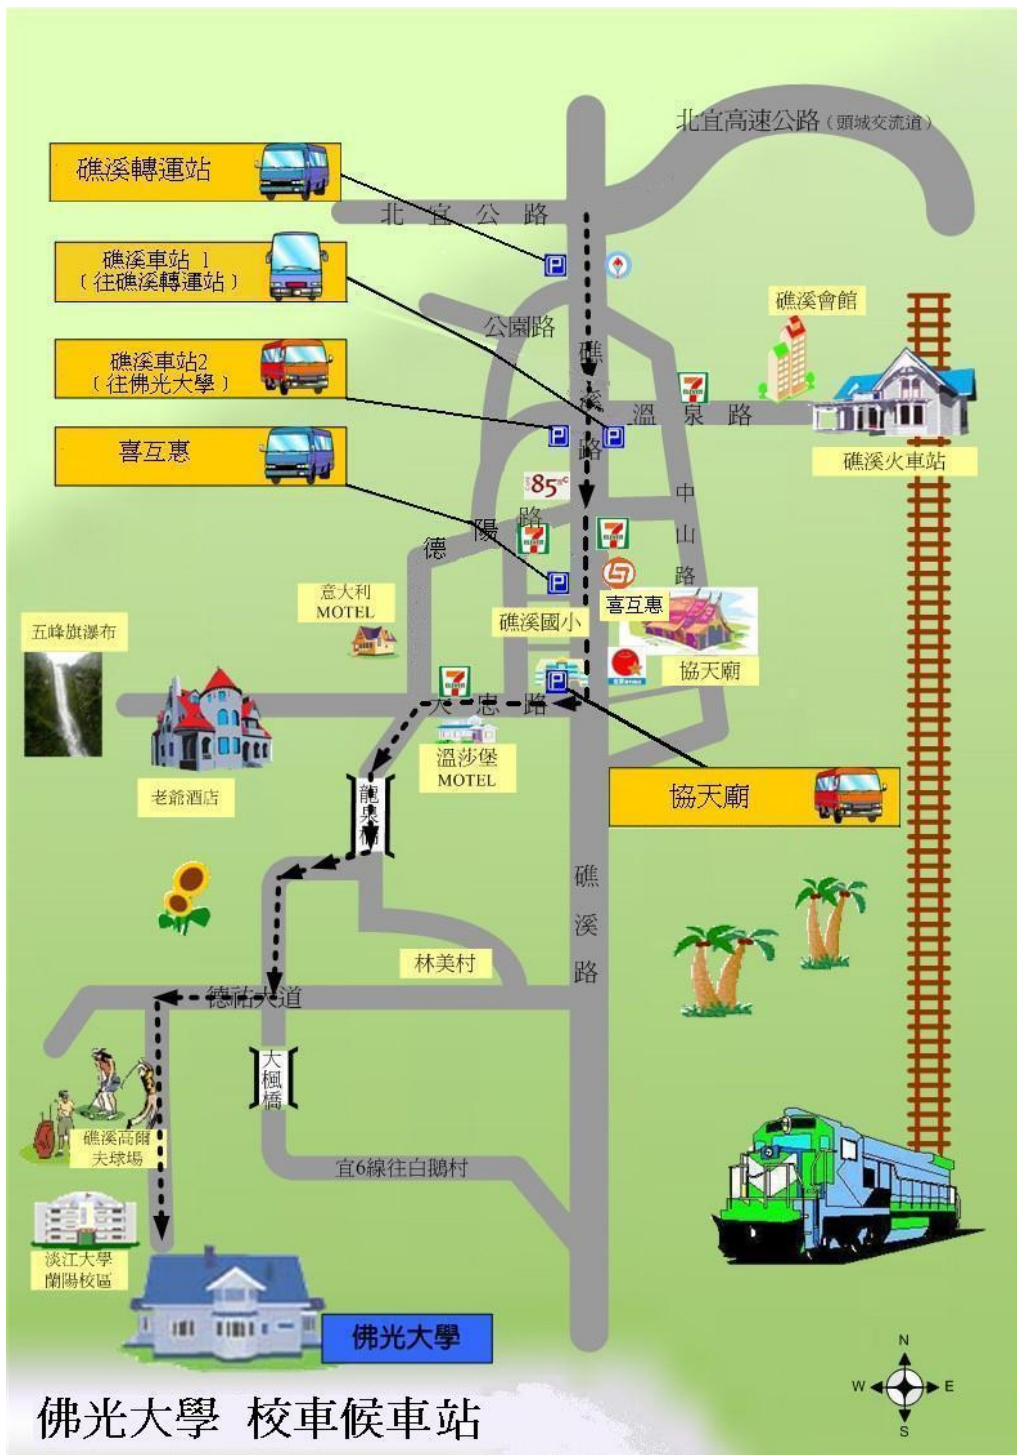 北宜高速公路(頭城交流道)
礁溪轉運站
北宜公路
礁溪車站 1
(往礁溪轉運站)
礁溪會館
公園路
礁溪車站2
(往佛光大學)
礁溪路
溫泉路
礁溪火車站
喜互惠
85°C
中山路
德陽路
7
ELEVEN
喜互惠
意大利
MOTEL
礁溪國小
五峰旗瀑布
協天廟
大忠路
溫莎堡
MOTEL
老爺酒店
龍泉橋
協天廟
礁溪路
林美村
德祐大道
大楓橋
礁溪高爾
夫球場
宜6線往白鵝村
淡江大學
蘭陽校區
佛光大學
N
W
E
S
佛光大學 校車候車站